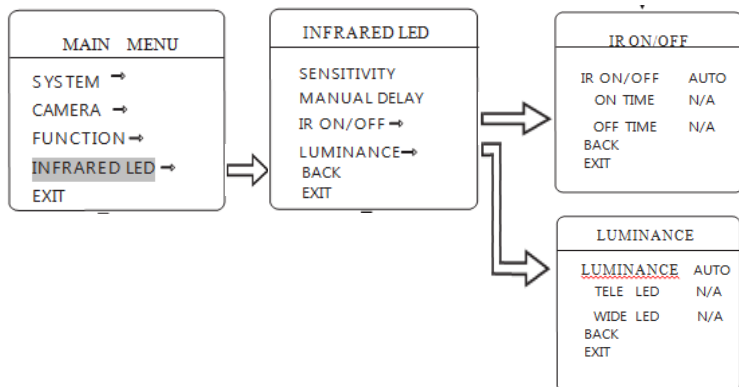 MAIN MENU
SYSTEM →
CAMERA →
FUNCTION →
INFRARED LED →
EXIT
INFRARED LED
SENSITIVITY
MANUAL DELAY
IR ON/OFF →
LUMINANCE →
BACK
EXIT
IR ON/OFF
IR ON/OFF AUTO
ON TIME N/A
OFF TIME N/A
BACK
EXIT
LUMINANCE
LUMINANCE AUTO
TELE LED N/A
WIDE LED N/A
BACK
EXIT